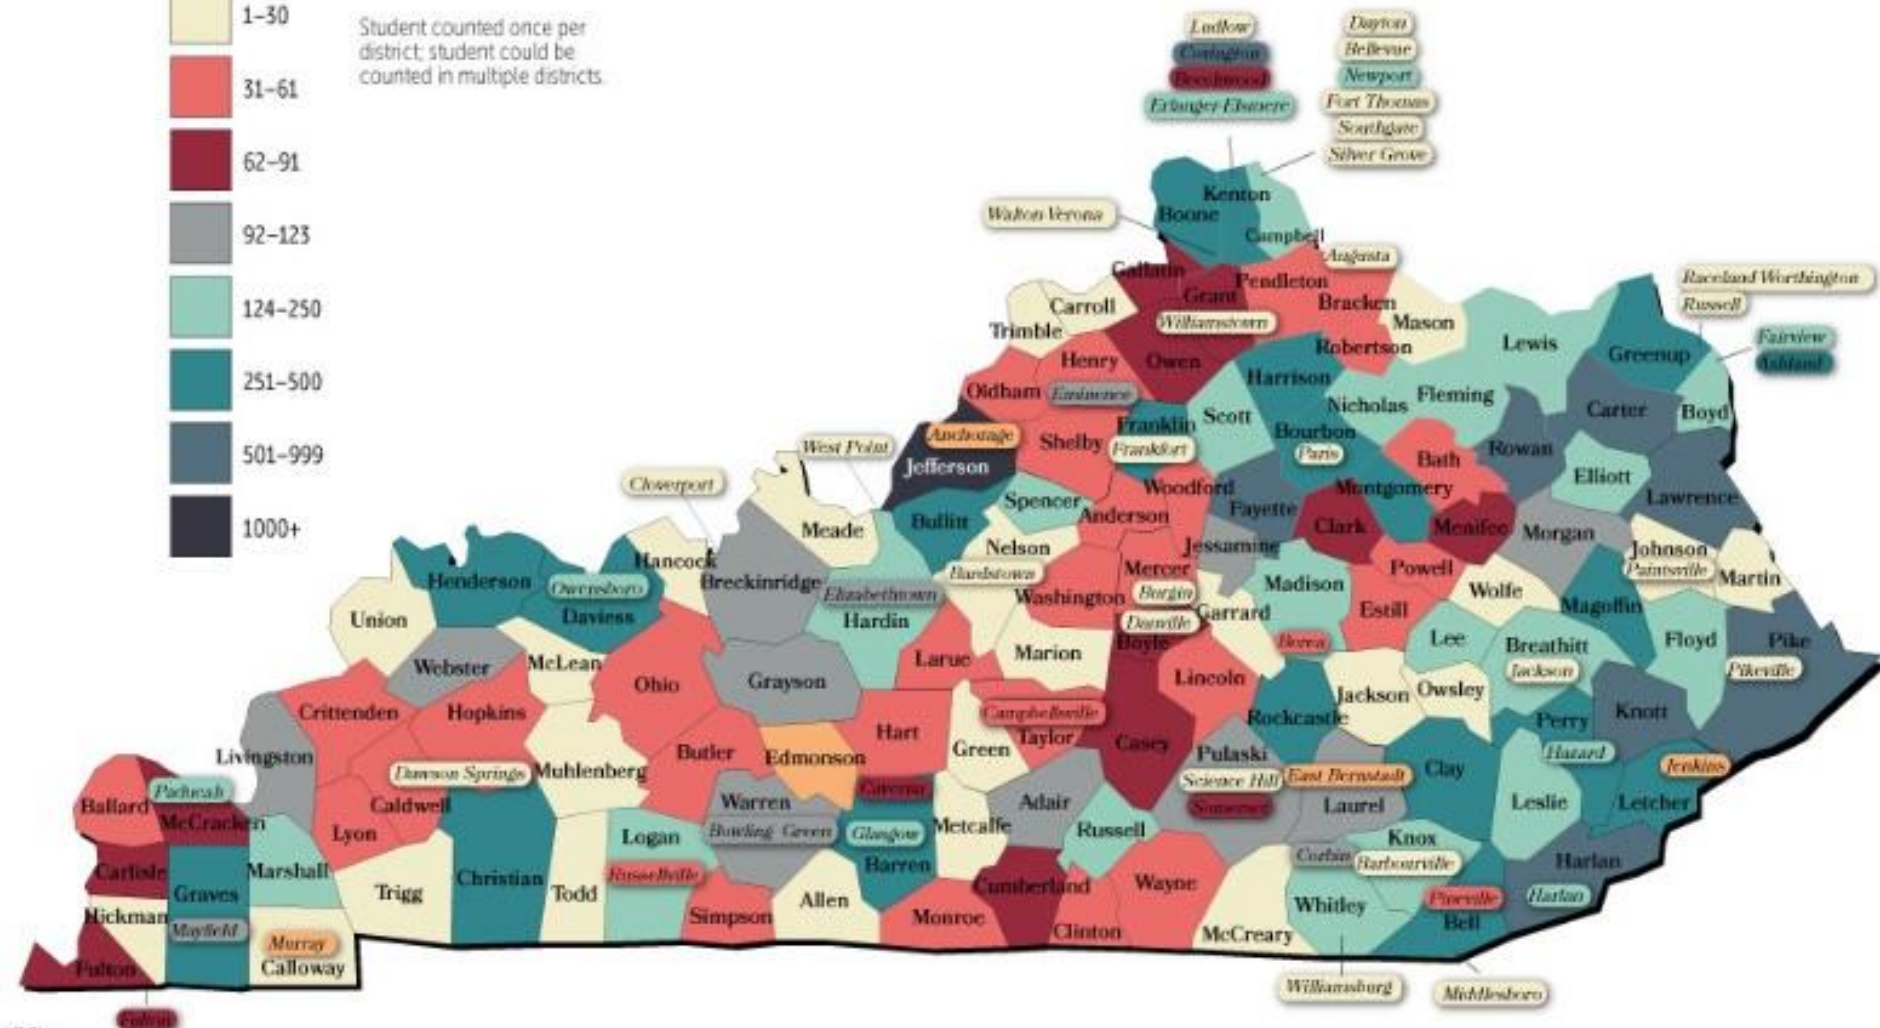 1–30
Student counted once per
district; student could be
counted in multiple districts.
31–61
62–91
92–123
124–250
251–500
501–999
1000+
Ludlow
Covington
Beechwood
Erlanger-Elsmere
Dayton
Bellevue
Newport
Fort Thomas
Southgate
Silver Grove
Kenton
Boone
Campbell
Walton Verona
Augusta
Gallatin
Pendleton
Grant
Bracken
Williamstown
Mason
Carroll
Trimble
Owen
Robertson
Henry
Oldham
Eminence
Raceland Worthington
Russell
Fairview
Ashland
Lewis
Greenup
Harrison
Nicholas
Fleming
Carter
Boyd
Scott
Franklin
Frankfort
Bourbon
Paris
Shelby
Anchorage
Jefferson
West Point
Cloverport
Bath
Rowan
Elliott
Lawrence
Woodford
Montgomery
Fayette
Clark
Menifee
Morgan
Spencer
Anderson
Bullitt
Meade
Nelson
Bardstown
Jessamine
Mercer
Burgin
Washington
Danville
Boyle
Garrard
Madison
Berea
Powell
Estill
Wolfe
Johnson
Paintsville
Martin
Magoffin
Hancock
Breckinridge
Elizabethtown
Hardin
Henderson
Owensboro
Daviess
Union
Webster
McLean
Ohio
Grayson
Larue
Marion
Lincoln
Lee
Breathitt
Jackson
Floyd
Pike
Pikeville
Jackson
Owsley
Rockcastle
Perry
Hazard
Knott
Crittenden
Hopkins
Livingston
Butler
Edmonson
Hart
Campbellsville
Taylor
Green
Casey
Pulaski
Science Hill
Somerset
East Bernstadt
Laurel
Clay
Leslie
Jenkins
Letcher
Dawson Springs
Muhlenberg
Paducah
Ballard
McCracken
Caldwell
Lyon
Warren
Bowling Green
Caverna
Glasgow
Barren
Metcalfe
Adair
Russell
Knox
Corbin
Barbourville
Harlan
Harlan
Logan
Russellville
Carlisle
Graves
Marshall
Trigg
Christian
Todd
Simpson
Allen
Monroe
Cumberland
Clinton
Wayne
McCreary
Whitley
Pineville
Bell
Hickman
Mayfield
Murray
Calloway
Fulton
Fulton
Williamsburg
Middlesboro